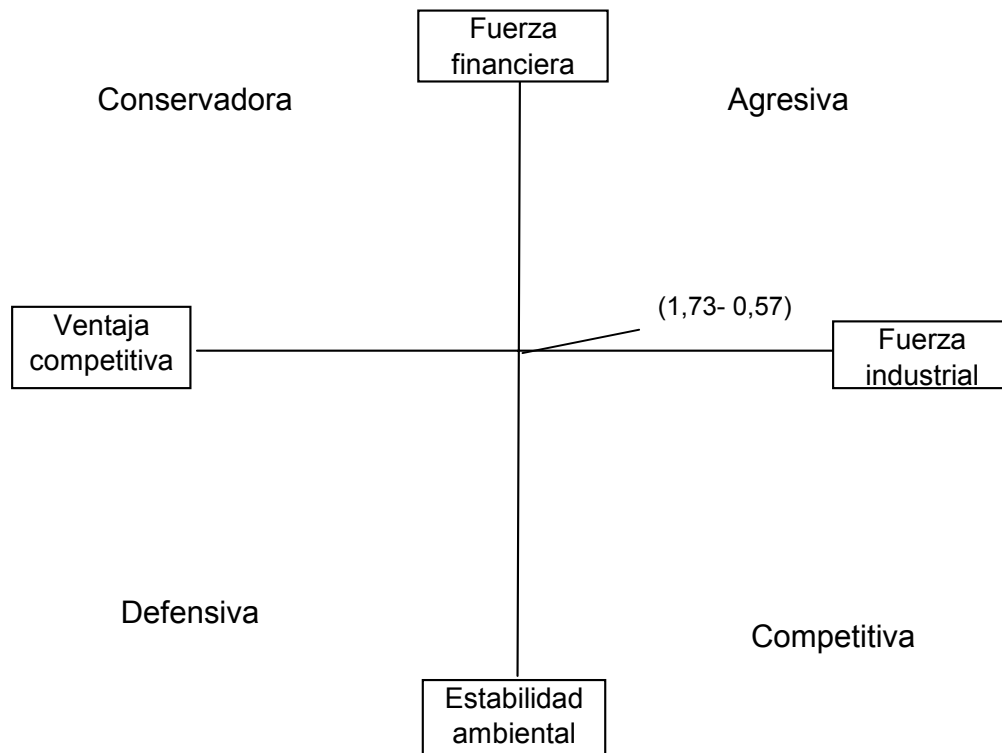 Fuerza
financiera
Conservadora
Agresiva
(1,73- 0,57)
Ventaja
competitiva
Fuerza
industrial
Defensiva
Competitiva
Estabilidad
ambiental